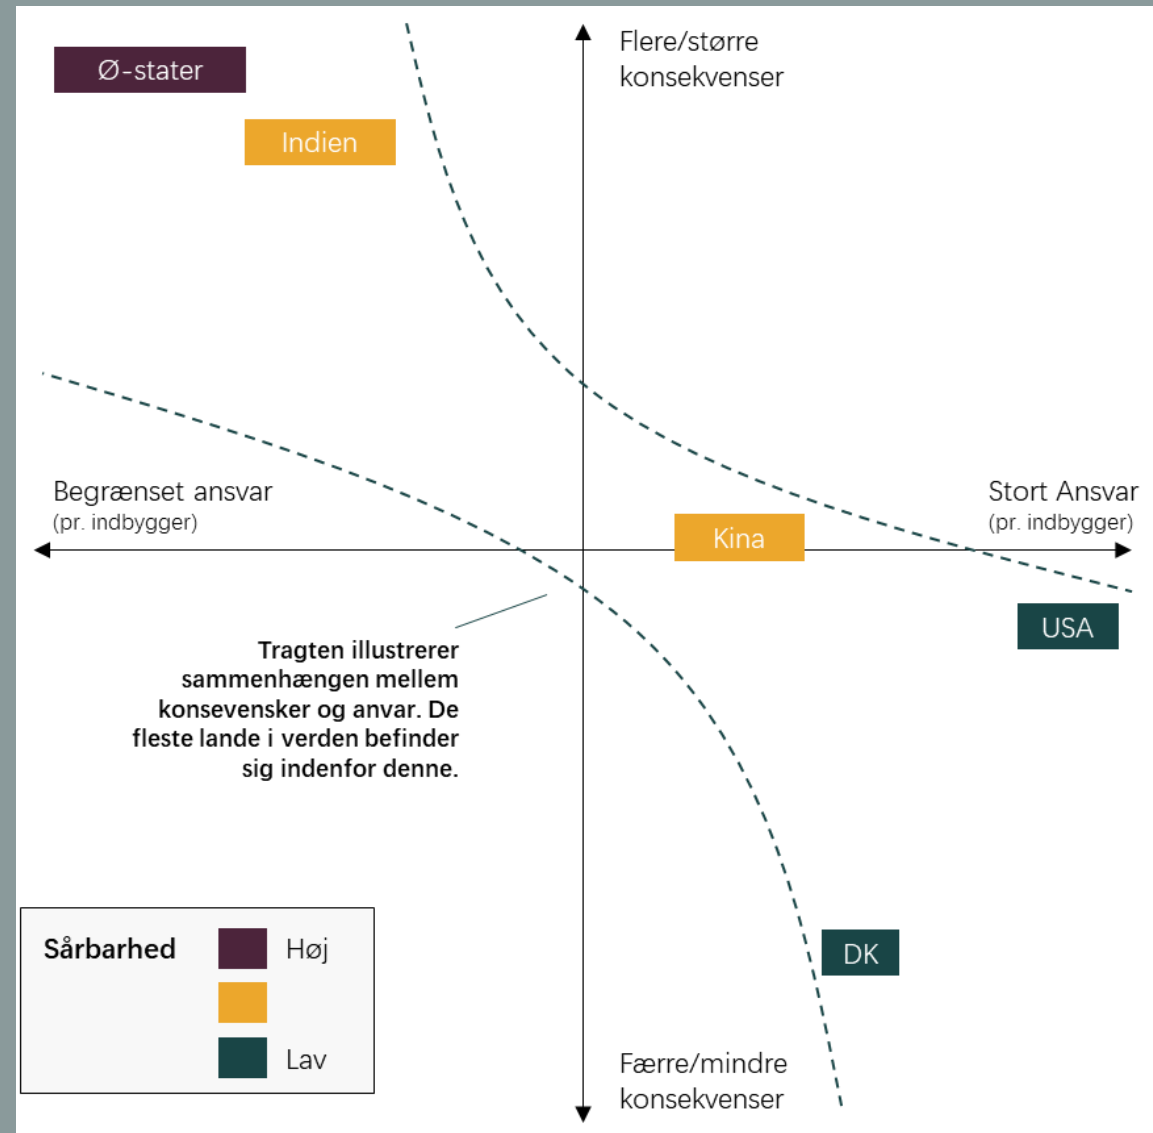 Flere/større
konsekvenser
Ø-stater
Indien
Begrænset ansvar
(pr. indbygger)
Stort Ansvar
(pr. indbygger)
Kina
USA
Tragten illustrerer
sammenhængen mellem
konsevensker og anvar. De
fleste lande i verden befinder
sig indenfor denne.
DK
Sårbarhed
Høj
Lav
Færre/mindre
konsekvenser